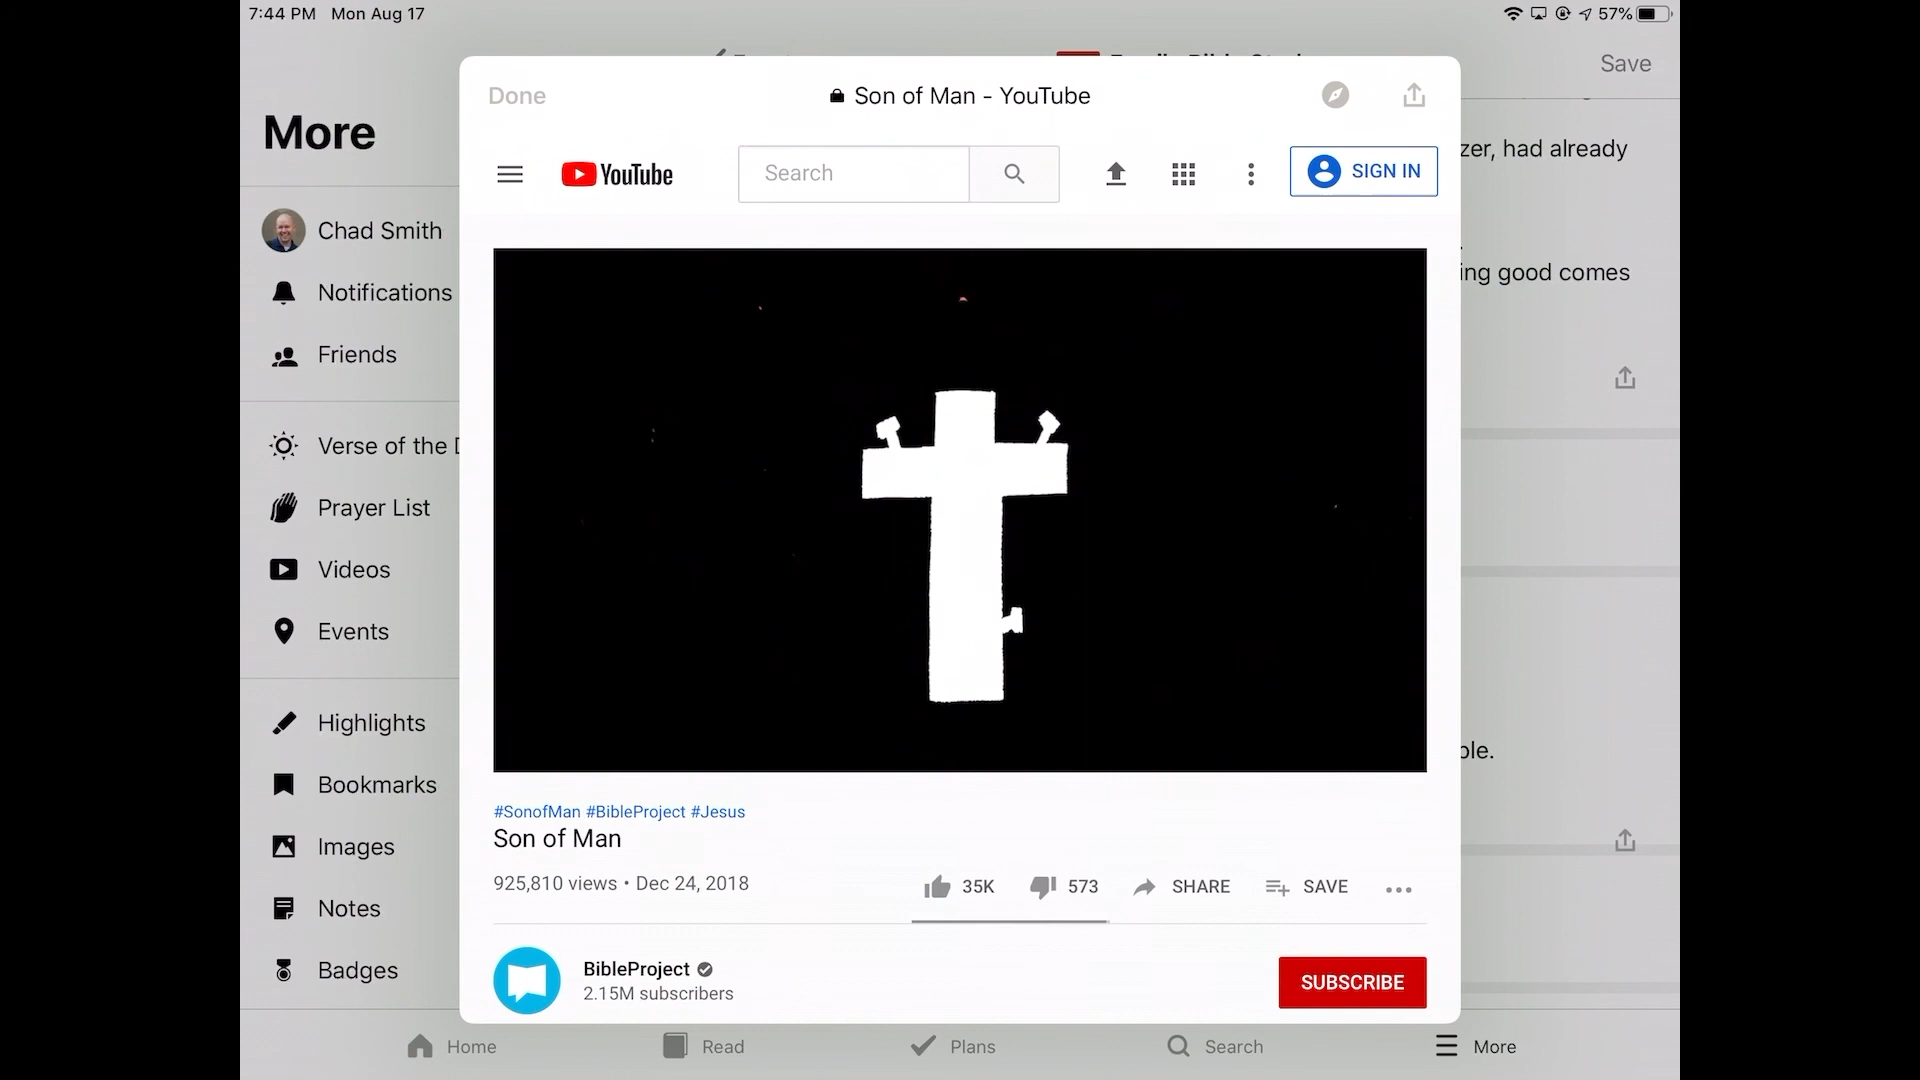 7:44 PM Mon Aug 17
57%
Save
Done
Son of Man - YouTube
More
YouTube
Search
SIGN IN
zer, had already
Chad Smith
Notifications
ing good comes
Friends
Verse of the
Prayer List
Videos
Events
Highlights
ble.
Bookmarks
#SonofMan #BibleProject #Jesus
Son of Man
Images
925,810 views • Dec 24, 2018
35K
573
SHARE
SAVE
Notes
BibleProject
2.15M subscribers
SUBSCRIBE
Badges
Home
Read
Plans
Search
More